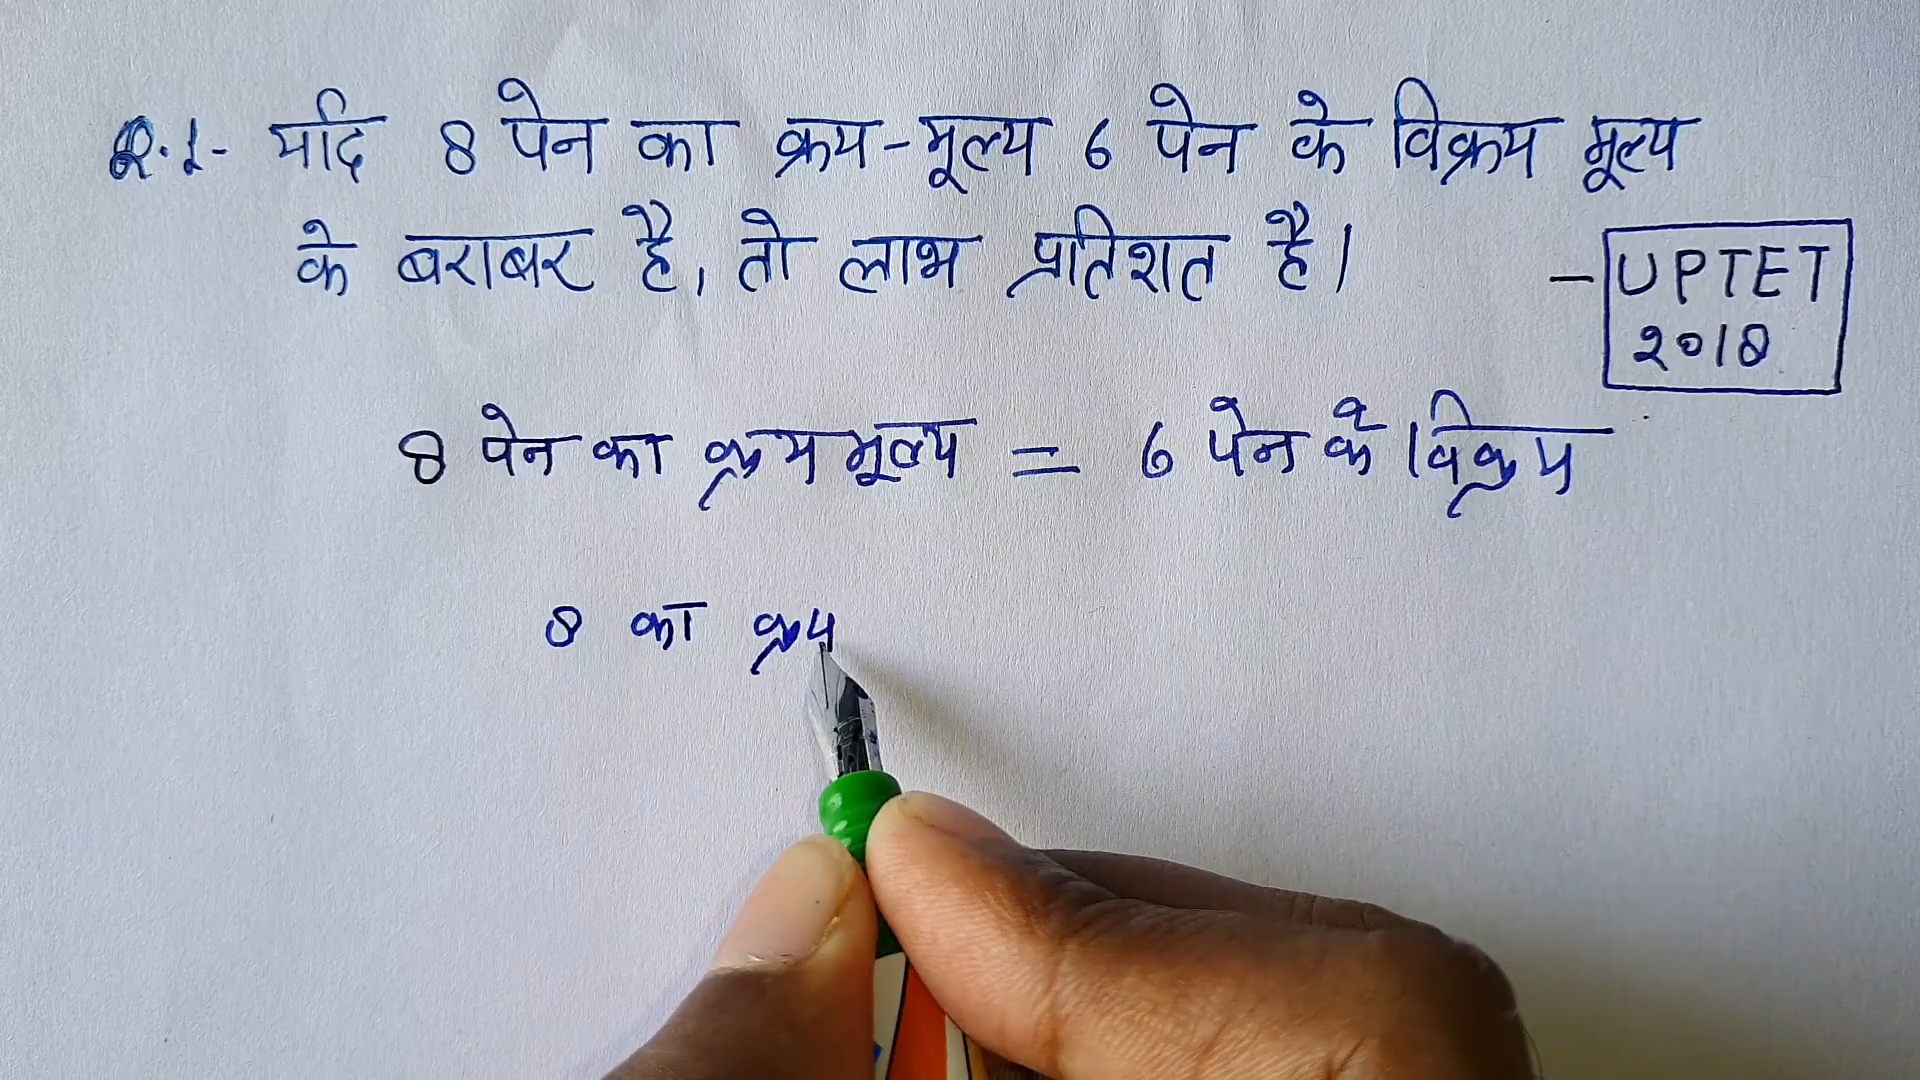 Q.1- यदि 8 पेन का क्रय-मूल्य 6 पेन के विक्रय मूल्य
के बराबर है, तो लाभ प्रतिशत है।
- UPTET
2018
8 पेन का क्रय मूल्य = 6 पेन के विक्रय
8 का क्रय